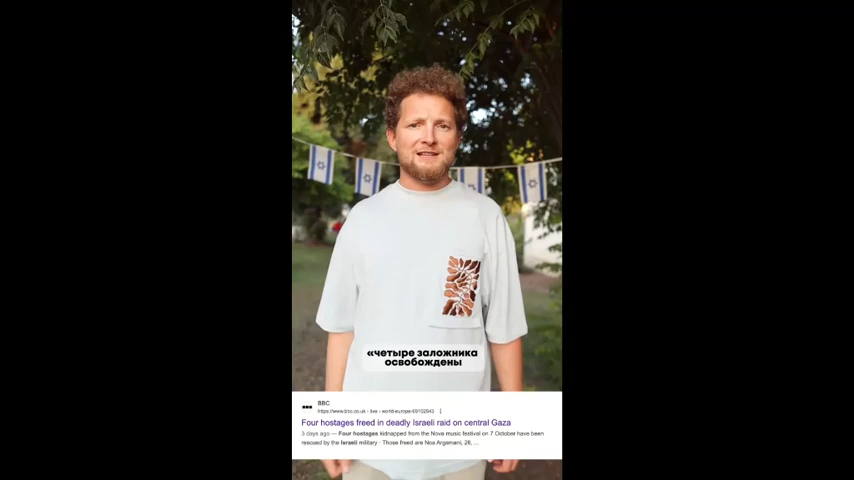 «четыре заложника
освобождены
BBC
https://www.bbc.co.uk › live › world-europe-69102643
Four hostages freed in deadly Israeli raid on central Gaza
3 days ago — Four hostages kidnapped from the Nova music festival on 7 October have been
rescued by the Israeli military · Those freed are Noa Argamani, 26, ...